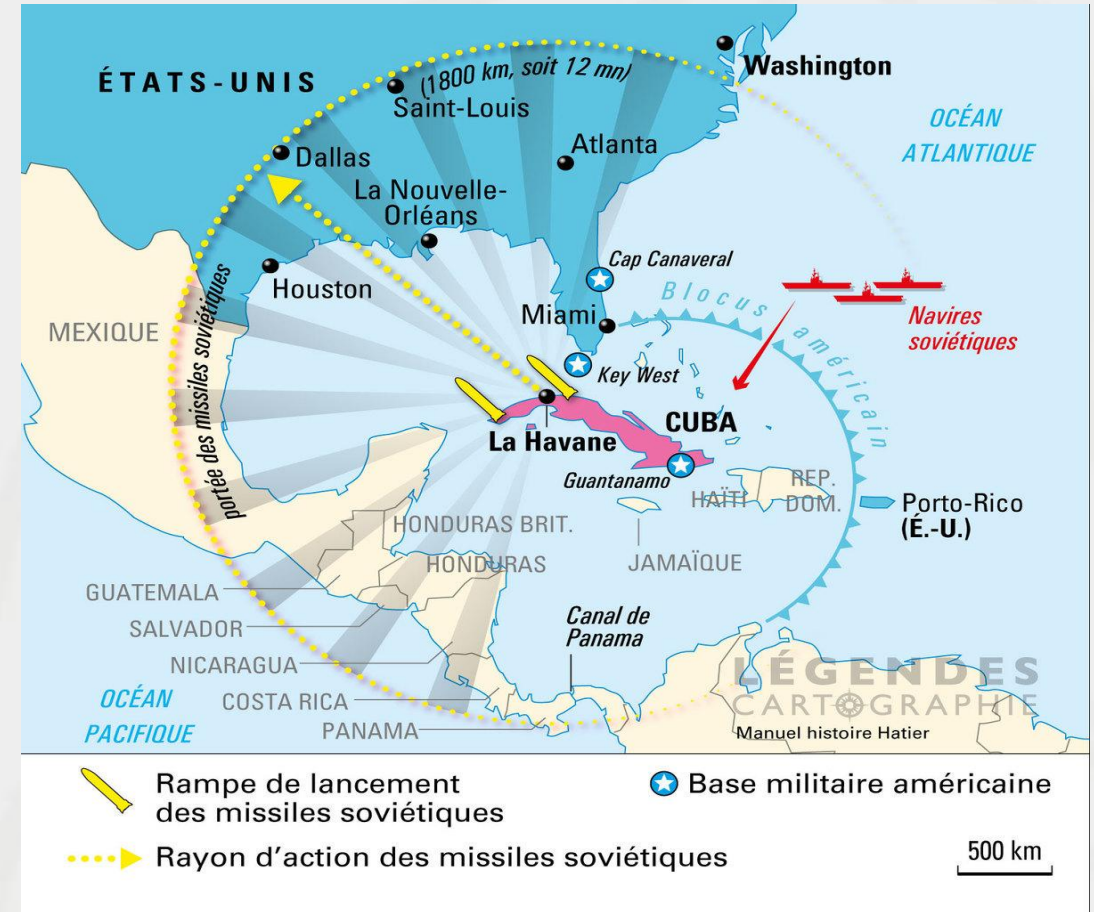 ÉTATS-UNIS
(1800 km, soit 12 mn)
Washington
Saint-Louis
OCÉAN
ATLANTIQUE
Dallas
Atlanta
La Nouvelle-
Orléans
Cap Canaveral
Houston
Blocus américain
Navires
soviétiques
MEXIQUE
portée des missiles soviétiques
Miami
Key West
CUBA
La Havane
Guantanamo
HAÏTI
REP.
DOM.
Porto-Rico
(É.-U.)
HONDURAS BRIT.
HONDURAS
JAMAÏQUE
GUATEMALA
SALVADOR
NICARAGUA
COSTA RICA
PANAMA
Canal de
Panama
OCÉAN
PACIFIQUE
LÉGENDES
CARTOGRAPHIE
Manuel histoire Hatier
Rampe de lancement
des missiles soviétiques
Base militaire américaine
Rayon d'action des missiles soviétiques
500 km